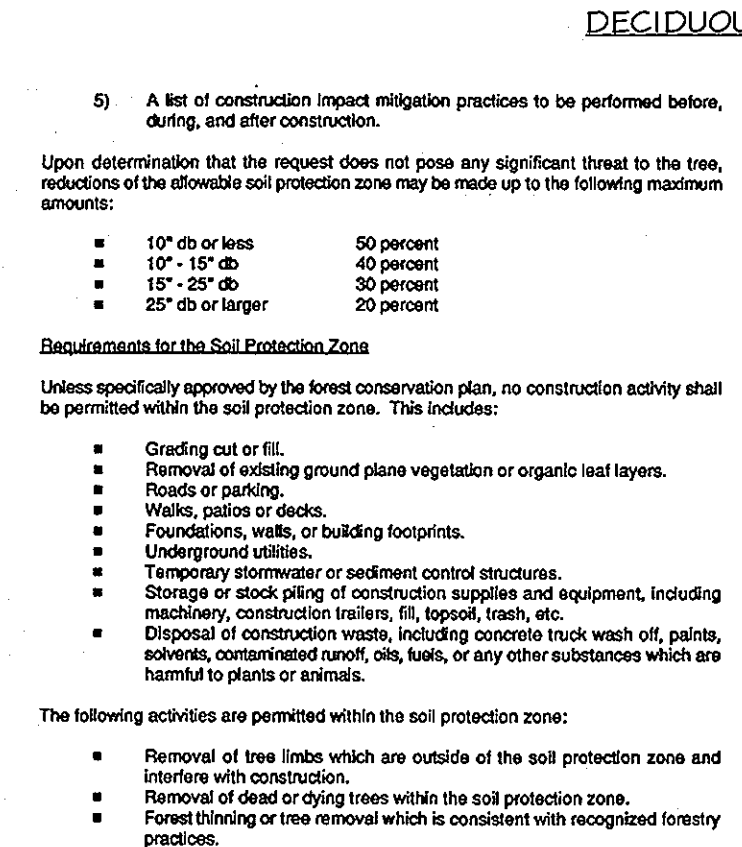 DECIDUOU
5) A list of construction impact mitigation practices to be performed before,
during, and after construction.
Upon determination that the request does not pose any significant threat to the tree,
reductions of the allowable soil protection zone may be made up to the following maximum
amounts:
■ 10" db or less 50 percent
■ 10" - 15" db 40 percent
■ 15" - 25" db 30 percent
■ 25" db or larger 20 percent
Requirements for the Soil Protection Zone
Unless specifically approved by the forest conservation plan, no construction activity shall
be permitted within the soil protection zone. This includes:
■ Grading cut or fill.
■ Removal of existing ground plane vegetation or organic leaf layers.
■ Roads or parking.
■ Walks, patios or decks.
■ Foundations, walls, or building footprints.
■ Underground utilities.
■ Temporary stormwater or sediment control structures.
■ Storage or stock piling of construction supplies and equipment, including
machinery, construction trailers, fill, topsoil, trash, etc.
■ Disposal of construction waste, including concrete truck wash off, paints,
solvents, contaminated runoff, oils, fuels, or any other substances which are
harmful to plants or animals.
The following activities are permitted within the soil protection zone:
■ Removal of tree limbs which are outside of the soil protection zone and
interfere with construction.
■ Removal of dead or dying trees within the soil protection zone.
■ Forest thinning or tree removal which is consistent with recognized forestry
practices.